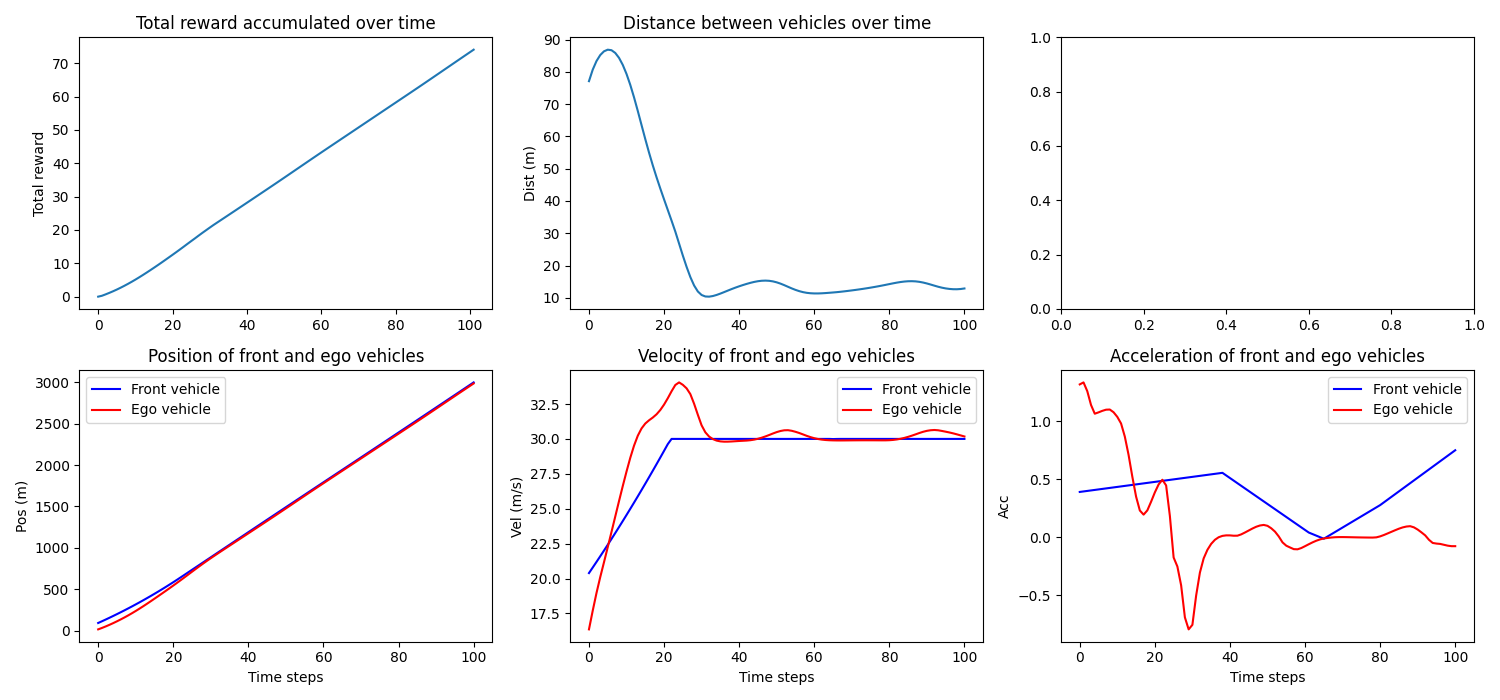 Total reward accumulated over time
Total reward
70
60
50
40
30
20
10
0
0 20 40 60 80 100
Distance between vehicles over time
Dist (m)
90
80
70
60
50
40
30
20
10
0 20 40 60 80 100
1.0
0.8
0.6
0.4
0.2
0.0
0.0 0.2 0.4 0.6 0.8 1.0
Position of front and ego vehicles
Front vehicle
Ego vehicle
Pos (m)
3000
2500
2000
1500
1000
500
0
0 20 40 60 80 100
Time steps
Velocity of front and ego vehicles
Front vehicle
Ego vehicle
Vel (m/s)
32.5
30.0
27.5
25.0
22.5
20.0
17.5
0 20 40 60 80 100
Time steps
Acceleration of front and ego vehicles
Front vehicle
Ego vehicle
Acc
1.0
0.5
0.0
−0.5
0 20 40 60 80 100
Time steps